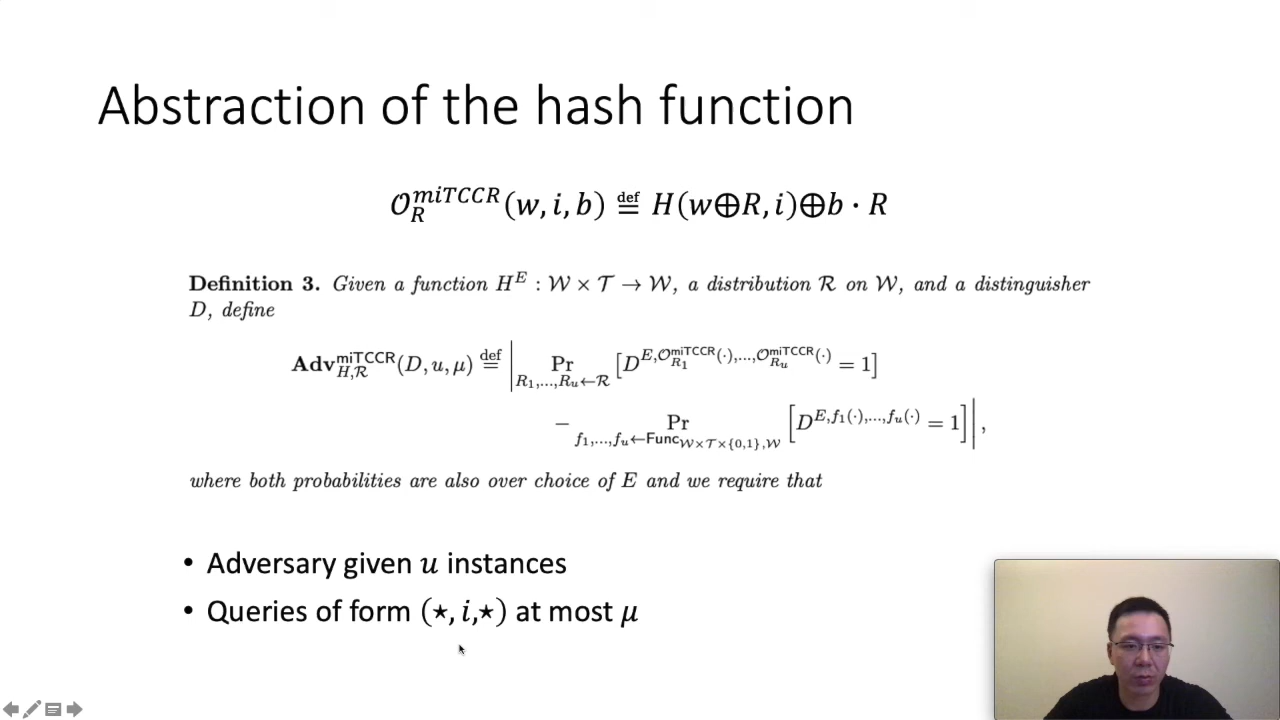 Abstraction of the hash function
𝒪_R^{miTCCR}(w, i, b) ≝ H(w⊕R, i)⊕b · R
Definition 3. Given a function H^E : 𝒲 × 𝒯 → 𝒲, a distribution ℛ on 𝒲, and a distinguisher
D, define
Adv_{H,ℛ}^{miTCCR}(D, u, μ) ≝ | Pr_{R_1,...,R_u←ℛ} [D^{E,𝒪_{R_1}^{miTCCR}(·),...,𝒪_{R_u}^{miTCCR}(·)} = 1]
− Pr_{f_1,...,f_u←Func_{𝒲×𝒯×{0,1},𝒲}} [D^{E,f_1(·),...,f_u(·)} = 1] |,
where both probabilities are also over choice of E and we require that
• Adversary given u instances
• Queries of form (⋆, i,⋆) at most μ